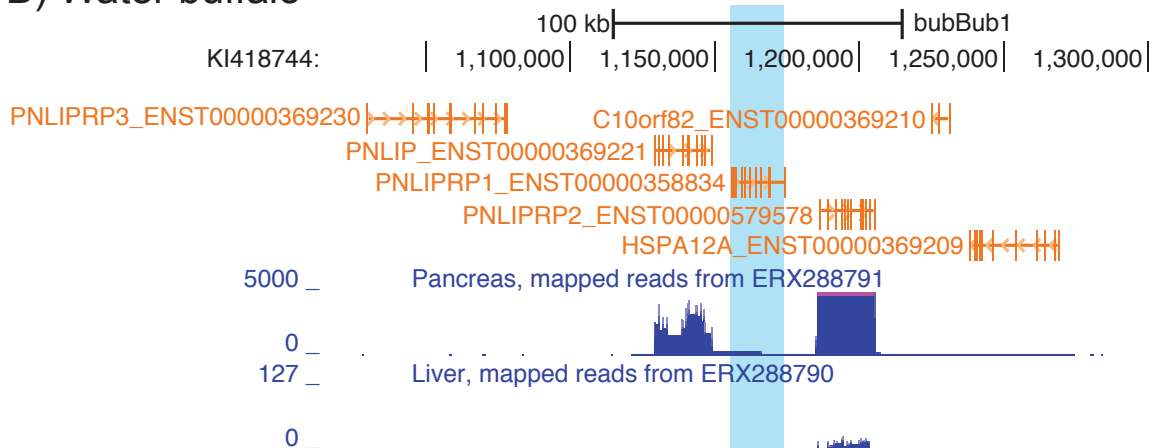 B) Water buffalo
100 kb bubBub1
KI418744: 1,100,000 1,150,000 1,200,000 1,250,000 1,300,000
PNLIPRP3_ENST00000369230 C10orf82_ENST00000369210
PNLIP_ENST00000369221
PNLIPRP1_ENST00000358834
PNLIPRP2_ENST00000579578
HSPA12A_ENST00000369209
5000 _ Pancreas, mapped reads from ERX288791
0 _
127 _ Liver, mapped reads from ERX288790
0 _